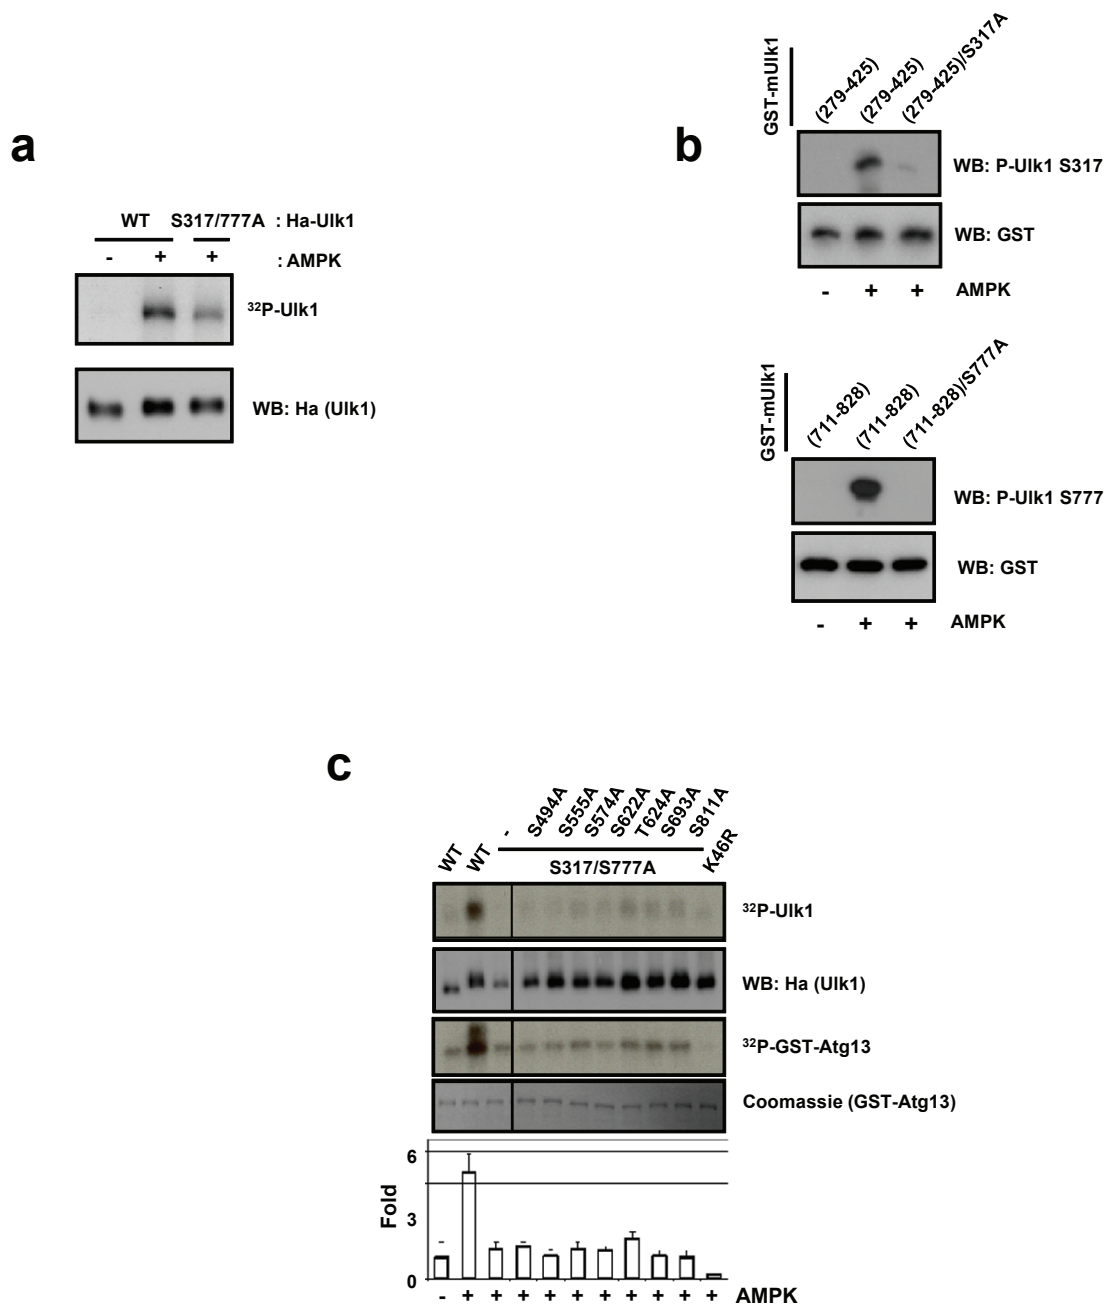 a
WT S317/777A : Ha-Ulk1
- + + : AMPK
32P-Ulk1
WB: Ha (Ulk1)
b
GST-mUlk1
(279-425)
(279-425)
(279-425)/S317A
WB: P-Ulk1 S317
WB: GST
- + + AMPK
GST-mUlk1
(711-828)
(711-828)
(711-828)/S777A
WB: P-Ulk1 S777
WB: GST
- + + AMPK
c
WT
WT
-
S494A
S555A
S574A
S622A
T624A
S693A
S811A
K46R
S317/S777A
32P-Ulk1
WB: Ha (Ulk1)
32P-GST-Atg13
Coomassie (GST-Atg13)
Fold
6
3
0
- + + + + + + + + + + AMPK